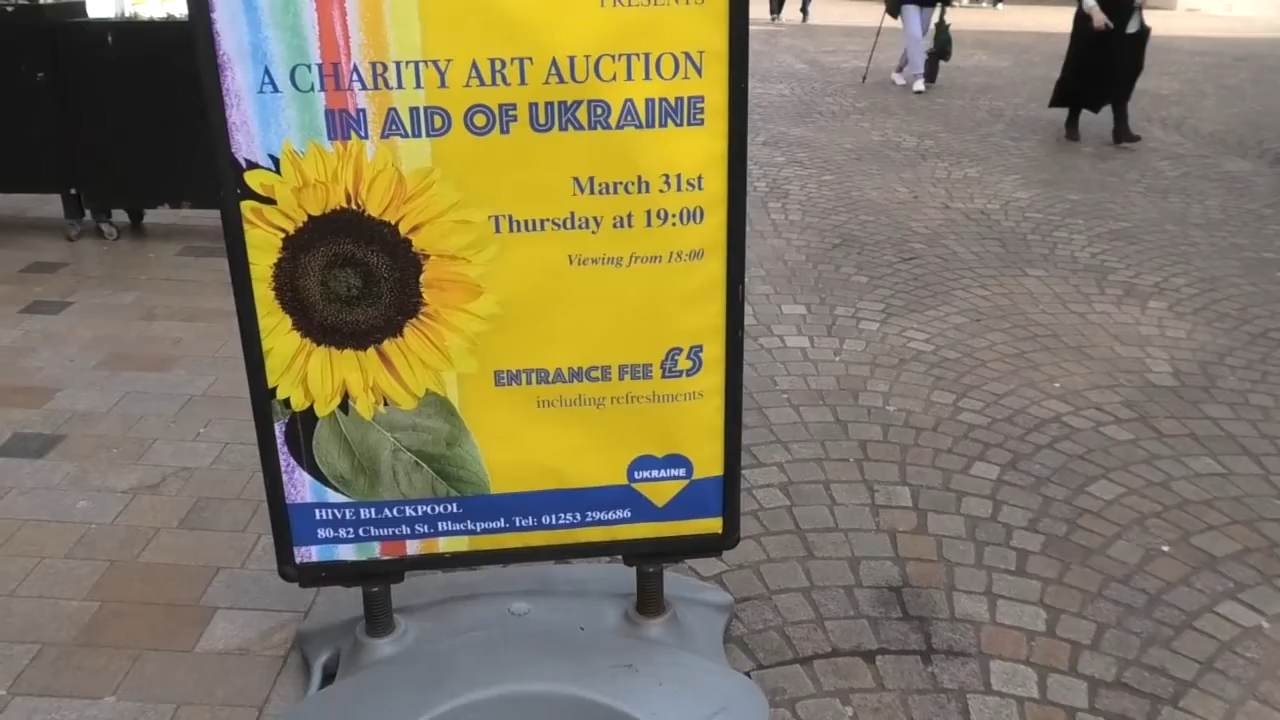 PRESENTS
A CHARITY ART AUCTION
IN AID OF UKRAINE
March 31st
Thursday at 19:00
Viewing from 18:00
ENTRANCE FEE £5
including refreshments
UKRAINE
HIVE BLACKPOOL
80-82 Church St. Blackpool. Tel: 01253 296686